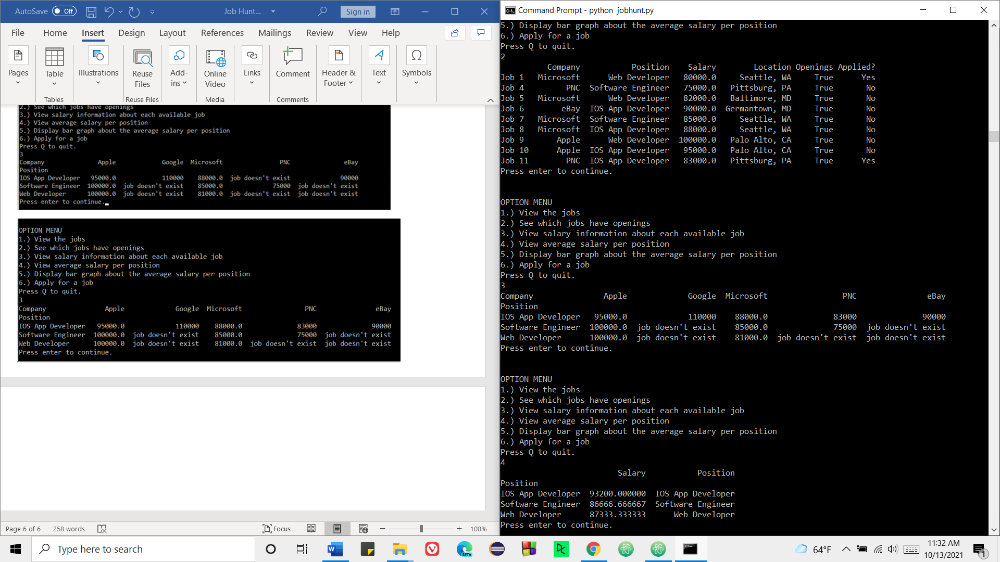 AutoSave Off Job Hunt... Sign in
File Home Insert Design Layout References Mailings Review View Help
Pages Table Illustrations Reuse Files Add-ins Online Video Links Comment Header & Footer Text Symbols
Tables Reuse Files Media Comments
2.) See which jobs have openings
3.) View salary information about each available job
4.) View average salary per position
5.) Display bar graph about the average salary per position
6.) Apply for a job
Press Q to quit.
3
Company Apple Google Microsoft PNC eBay
Position
IOS App Developer 95000.0 110000 88000.0 job doesn't exist 90000
Software Engineer 100000.0 job doesn't exist 85000.0 75000 job doesn't exist
Web Developer 100000.0 job doesn't exist 81000.0 job doesn't exist job doesn't exist
Press enter to continue.
OPTION MENU
1.) View the jobs
2.) See which jobs have openings
3.) View salary information about each available job
4.) View average salary per position
5.) Display bar graph about the average salary per position
6.) Apply for a job
Press Q to quit.
3
Company Apple Google Microsoft PNC eBay
Position
IOS App Developer 95000.0 110000 88000.0 83000 90000
Software Engineer 100000.0 job doesn't exist 85000.0 75000 job doesn't exist
Web Developer 100000.0 job doesn't exist 81000.0 job doesn't exist job doesn't exist
Press enter to continue.
Page 6 of 6 258 words Focus 100%
Command Prompt - python jobhunt.py
5.) Display bar graph about the average salary per position
6.) Apply for a job
Press Q to quit.
2
Company Position Salary Location Openings Applied?
Job 1 Microsoft Web Developer 80000.0 Seattle, WA True Yes
Job 4 PNC Software Engineer 75000.0 Pittsburg, PA True No
Job 5 Microsoft Web Developer 82000.0 Baltimore, MD True No
Job 6 eBay IOS App Developer 90000.0 Germantown, MD True No
Job 7 Microsoft Software Engineer 85000.0 Seattle, WA True No
Job 8 Microsoft IOS App Developer 88000.0 Seattle, WA True No
Job 9 Apple Web Developer 100000.0 Palo Alto, CA True No
Job 10 Apple IOS App Developer 95000.0 Palo Alto, CA True No
Job 11 PNC IOS App Developer 83000.0 Pittsburg, PA True Yes
Press enter to continue.
OPTION MENU
1.) View the jobs
2.) See which jobs have openings
3.) View salary information about each available job
4.) View average salary per position
5.) Display bar graph about the average salary per position
6.) Apply for a job
Press Q to quit.
3
Company Apple Google Microsoft PNC eBay
Position
IOS App Developer 95000.0 110000 88000.0 83000 90000
Software Engineer 100000.0 job doesn't exist 85000.0 75000 job doesn't exist
Web Developer 100000.0 job doesn't exist 81000.0 job doesn't exist job doesn't exist
Press enter to continue.
OPTION MENU
1.) View the jobs
2.) See which jobs have openings
3.) View salary information about each available job
4.) View average salary per position
5.) Display bar graph about the average salary per position
6.) Apply for a job
Press Q to quit.
4
Salary Position
Position
IOS App Developer 93200.000000 IOS App Developer
Software Engineer 86666.666667 Software Engineer
Web Developer 87333.333333 Web Developer
Press enter to continue.
Type here to search BETA 64°F 11:32 AM
10/13/2021 1